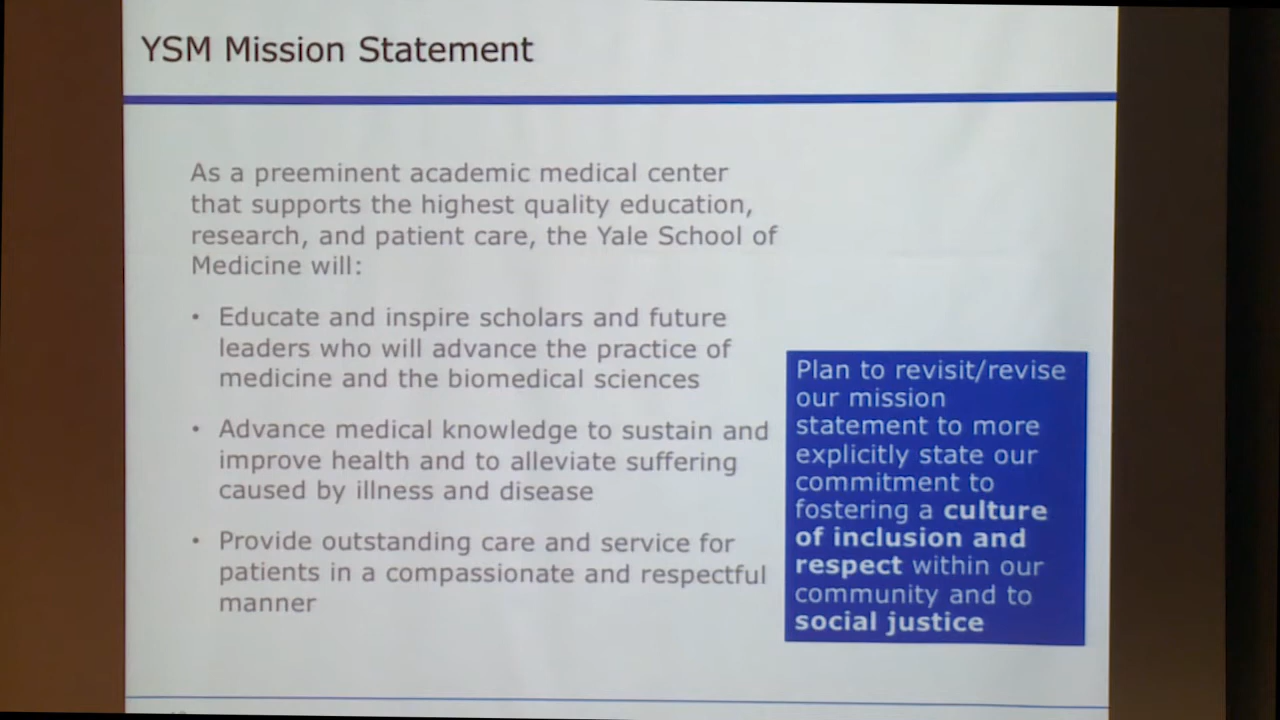 YSM Mission Statement
As a preeminent academic medical center
that supports the highest quality education,
research, and patient care, the Yale School of
Medicine will:
• Educate and inspire scholars and future
leaders who will advance the practice of
medicine and the biomedical sciences
• Advance medical knowledge to sustain and
improve health and to alleviate suffering
caused by illness and disease
• Provide outstanding care and service for
patients in a compassionate and respectful
manner
Plan to revisit/revise
our mission
statement to more
explicitly state our
commitment to
fostering a culture
of inclusion and
respect within our
community and to
social justice